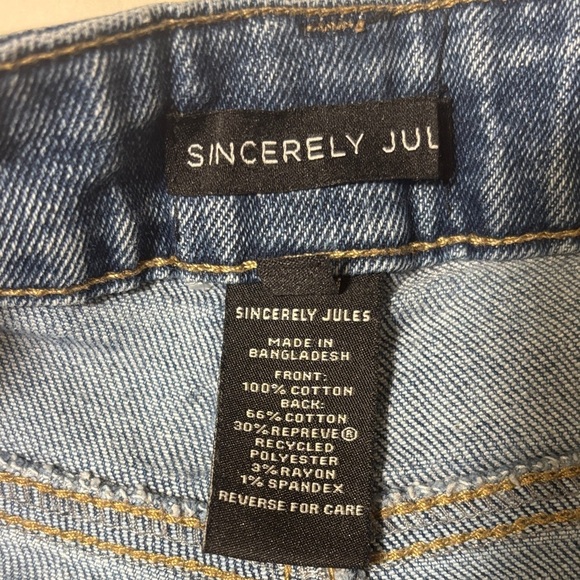 SINCERELY JUL
SINCERELY JULES
MADE IN
BANGLADESH
FRONT:
100% COTTON
BACK:
66% COTTON
30% REPREVE®
RECYCLED
POLYESTER
3% RAYON
1% SPANDEX
REVERSE FOR CARE